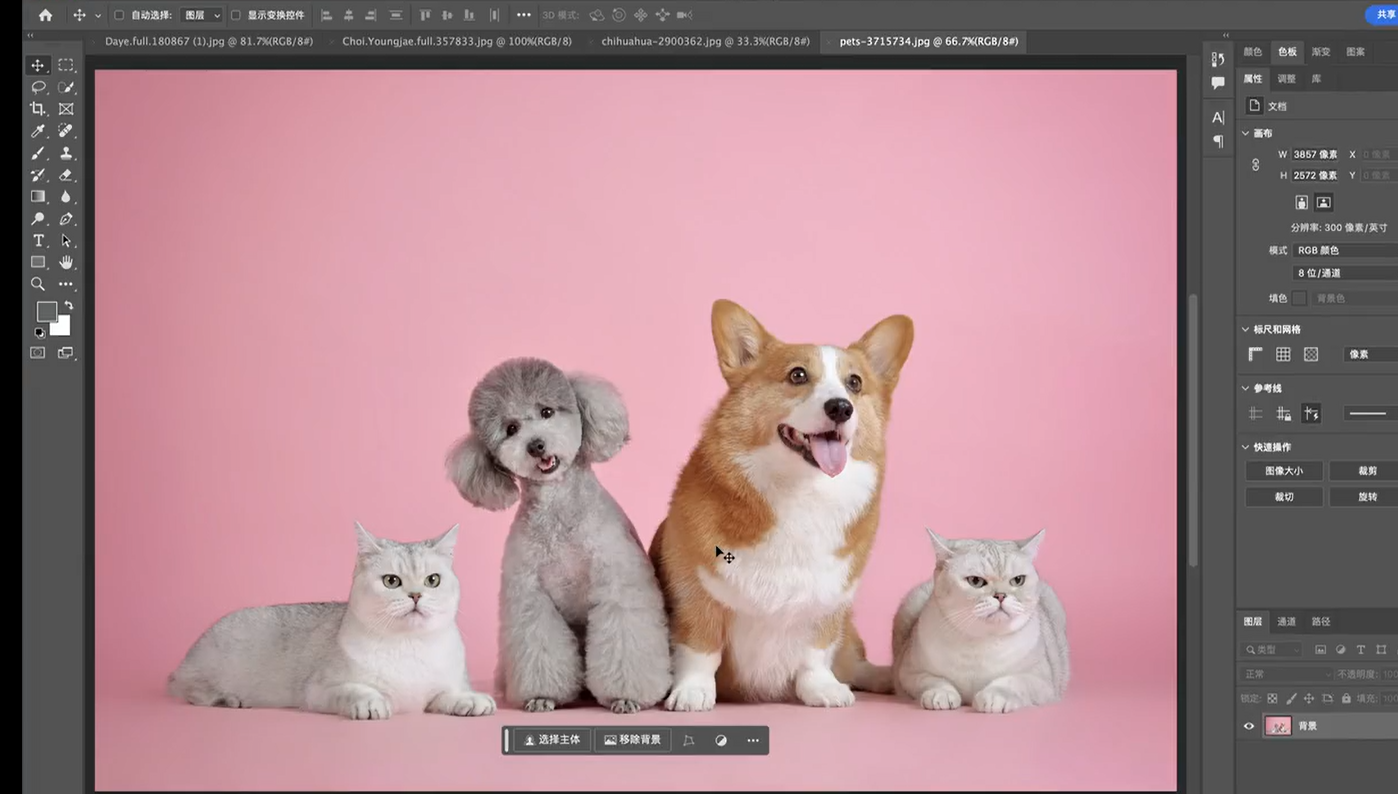 自动选择: 图层 显示变换控件 3D 模式: 共享
Daye.full.180867 (1).jpg @ 81.7%(RGB/8#) Choi.Youngjae.full.357833.jpg @ 100%(RGB/8) chihuahua-2900362.jpg @ 33.3%(RGB/8#) pets-3715734.jpg @ 66.7%(RGB/8#)
颜色 色板 渐变 图案
属性 调整 库
文档
画布
W 3857 像素 X 0 像素
H 2572 像素 Y 0 像素
分辨率: 300 像素/英寸
模式 RGB 颜色
8 位/通道
填色 背景色
标尺和网格
像素
参考线
快速操作
图像大小 裁剪
裁切 旋转
图层 通道 路径
类型
正常 不透明度: 100
锁定: 填充: 100
背景
选择主体 移除背景